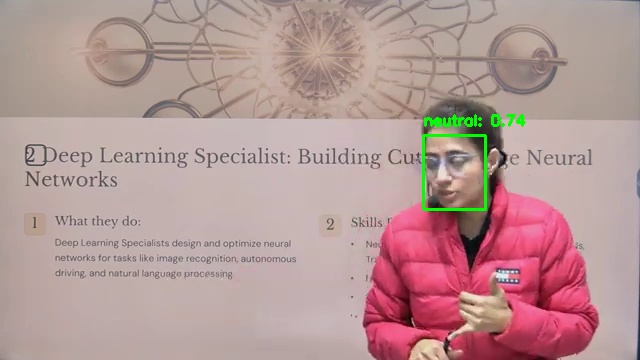 neutral: 0.74
2 Deep Learning Specialist: Building Neural
Networks
1 What they do:
Deep Learning Specialists design and optimize neural
networks for tasks like image recognition, autonomous
driving, and natural language processing.
2 Skills
TOMMY